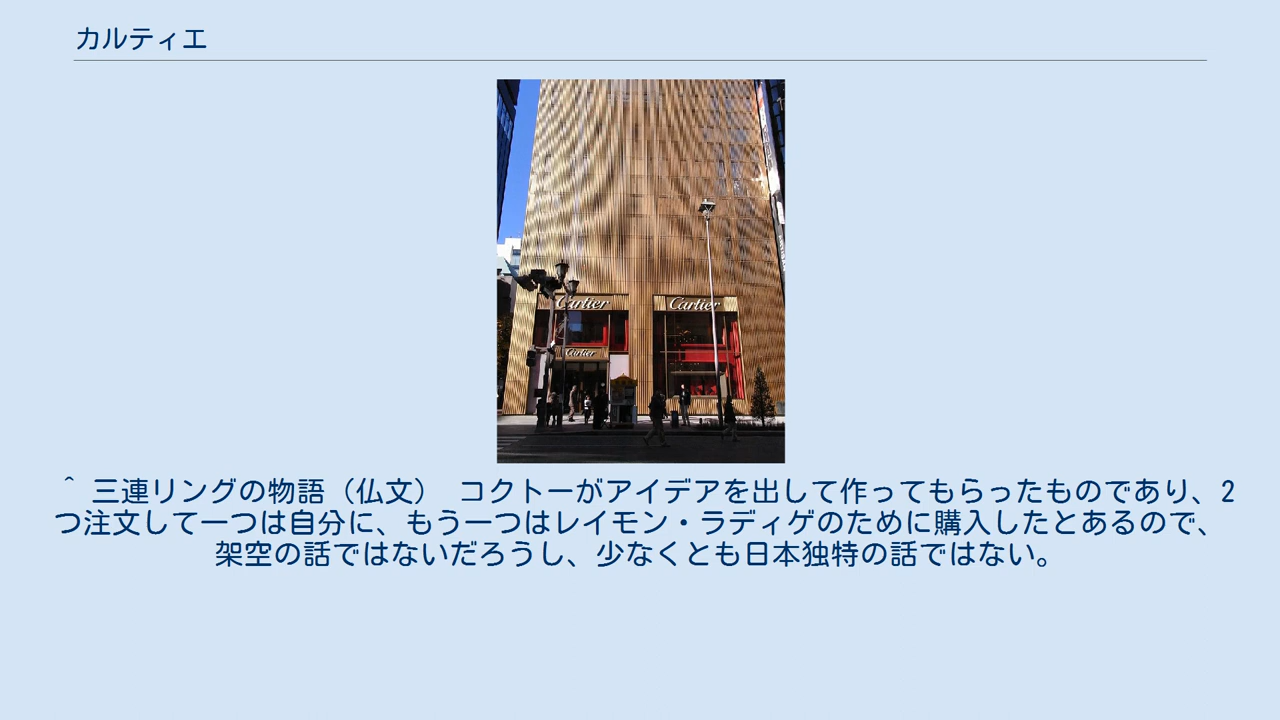 カルティエ
Cartier
Cartier
Cartier
^ 三連リングの物語（仏文） コクトーがアイデアを出して作ってもらったものであり、2
つ注文して一つは自分に、もう一つはレイモン・ラディゲのために購入したとあるので、
架空の話ではないだろうし、少なくとも日本独特の話ではない。